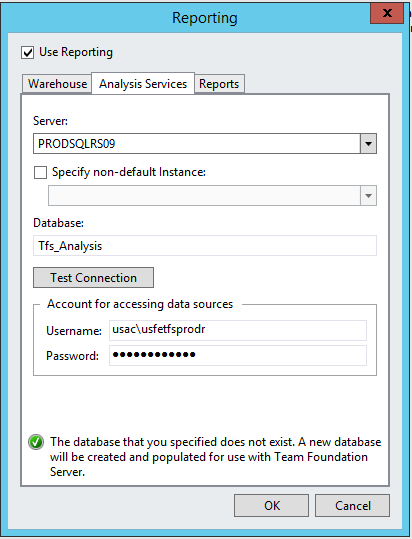 Reporting
x
Use Reporting
Warehouse Analysis Services Reports
Server:
PRODSQLRS09
Specify non-default Instance:
Database:
Tfs_Analysis
Test Connection
Account for accessing data sources
Username: usac\usfetfsprodr
Password: ●●●●●●●●●●●●
The database that you specified does not exist. A new database
will be created and populated for use with Team Foundation
Server.
OK Cancel